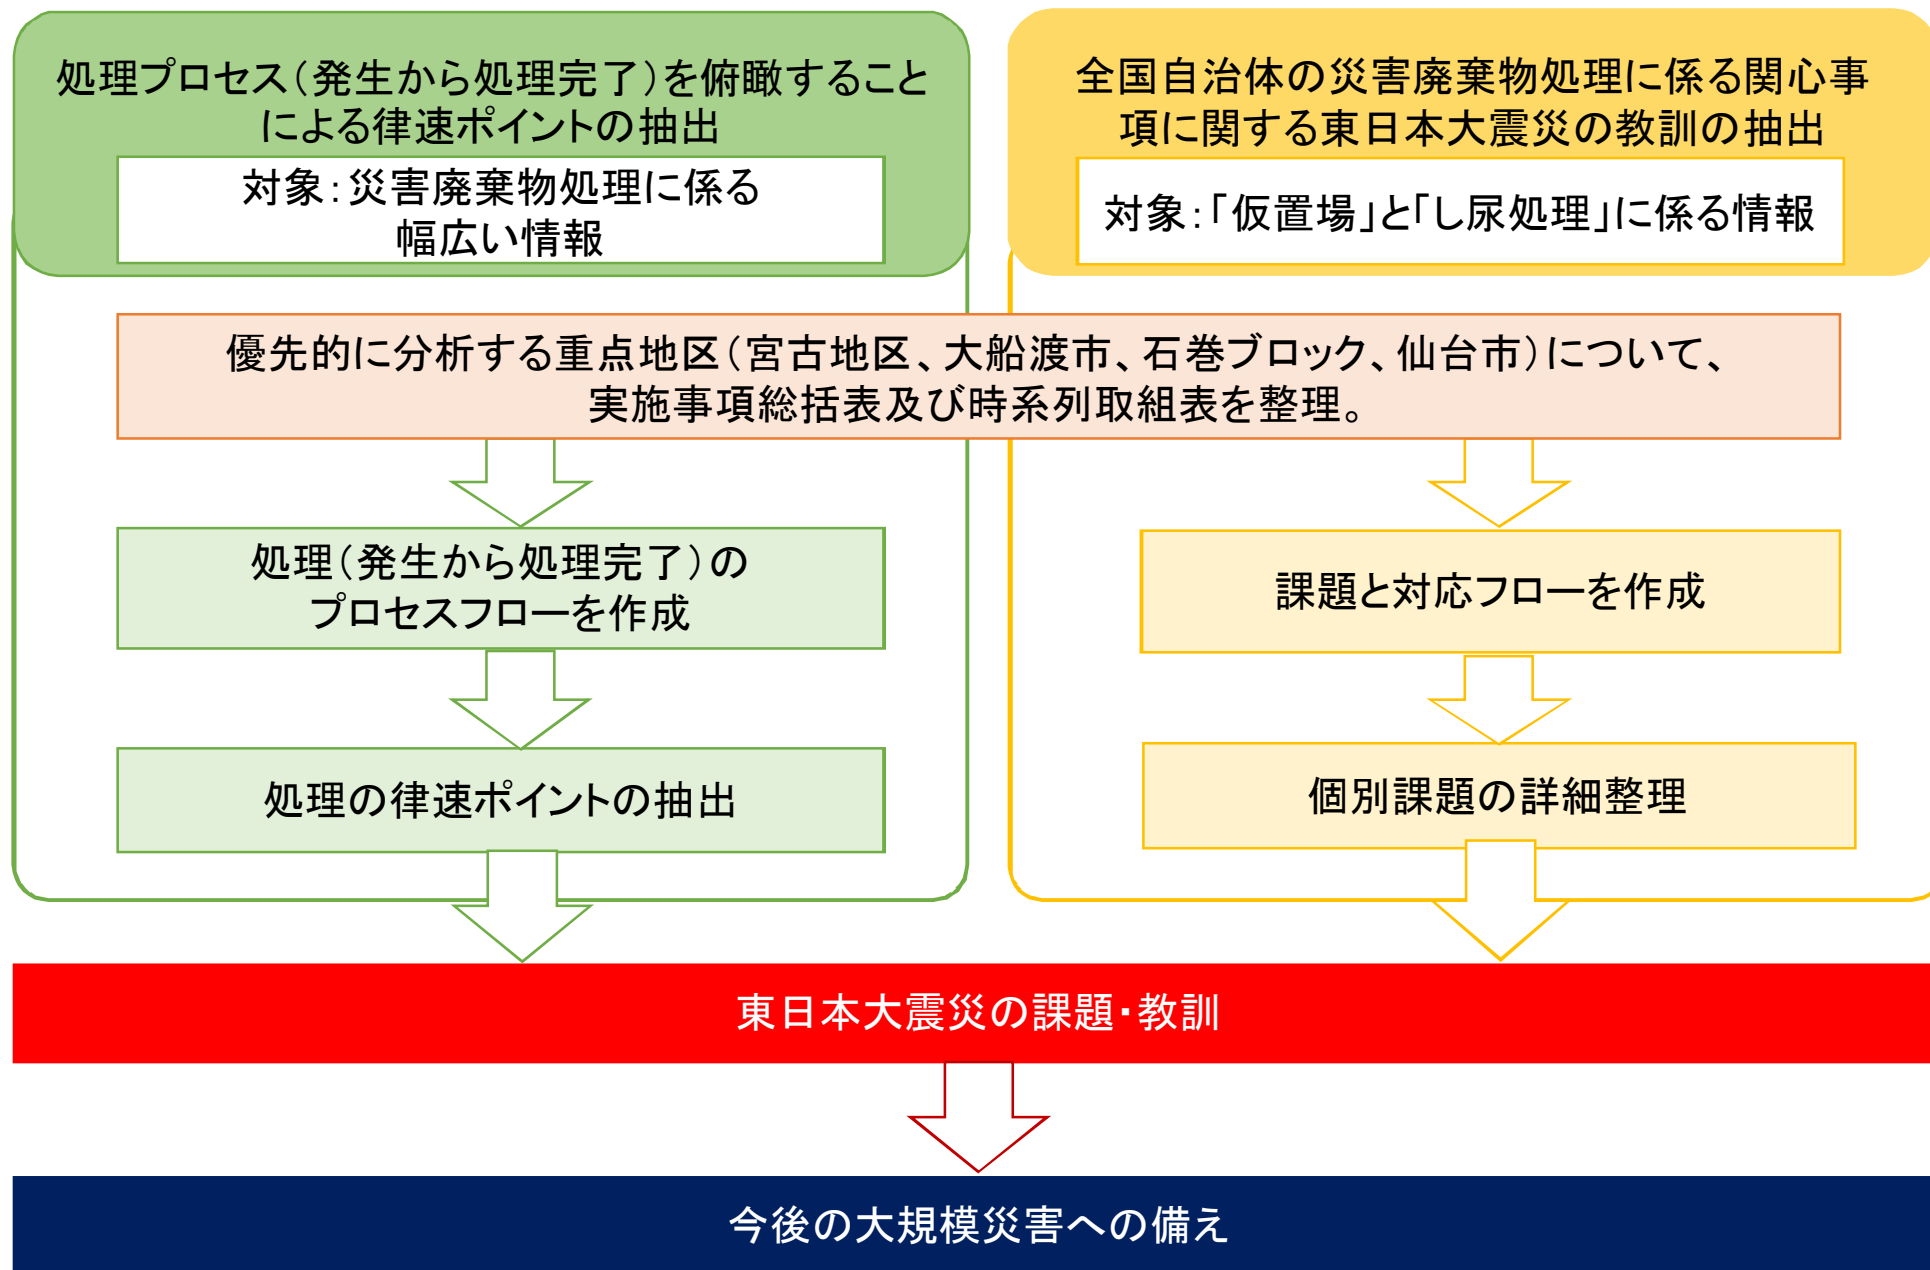 処理プロセス（発生から処理完了）を俯瞰すること
による律速ポイントの抽出
対象：災害廃棄物処理に係る
幅広い情報
全国自治体の災害廃棄物処理に係る関心事
項に関する東日本大震災の教訓の抽出
対象：「仮置場」と「し尿処理」に係る情報
優先的に分析する重点地区（宮古地区、大船渡市、石巻ブロック、仙台市）について、
実施事項総括表及び時系列取組表を整理。
処理（発生から処理完了）の
プロセスフローを作成
処理の律速ポイントの抽出
課題と対応フローを作成
個別課題の詳細整理
東日本大震災の課題・教訓
今後の大規模災害への備え